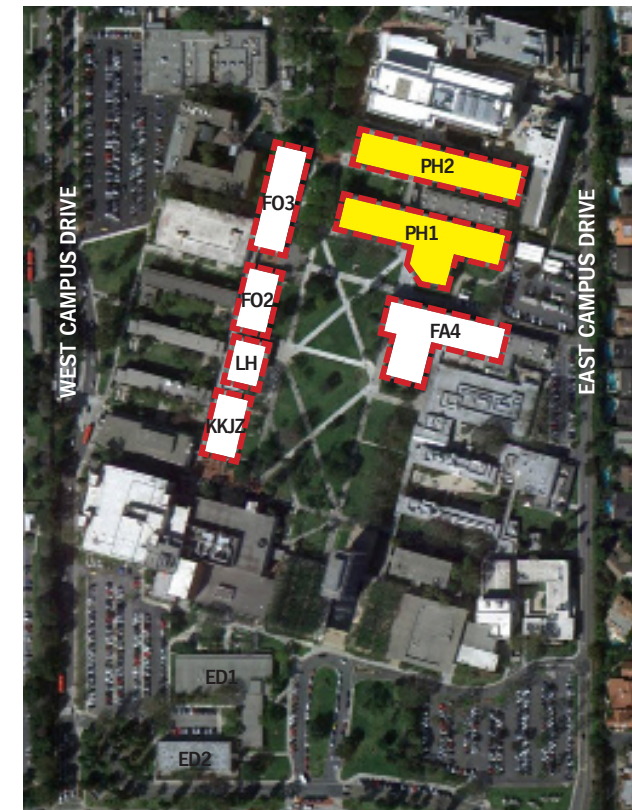 PH2
FO3
PH1
WEST CAMPUS DRIVE
EAST CAMPUS DRIVE
FO2
FA4
LH
KKJZ
ED1
ED2